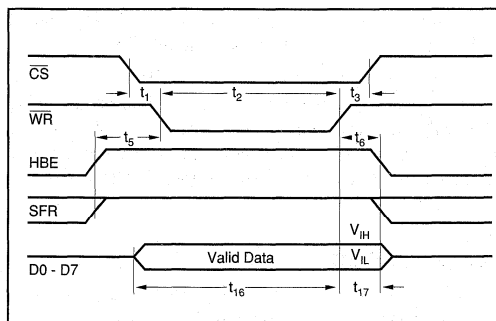 CS
t1 t2 t3
WR
t5 t6
HBE
SFR
VIH
D0 - D7 Valid Data VIL
t16 t17